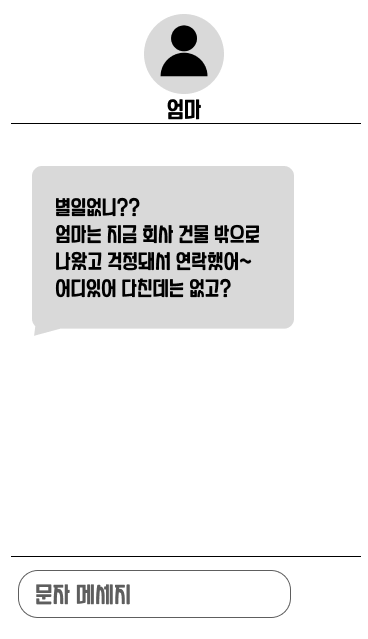 엄마
별일없니??
엄마는 지금 회사 건물 밖으로
나왔고 걱정돼서 연락했어~
어디있어 다친데는 없고?
문자 메세지